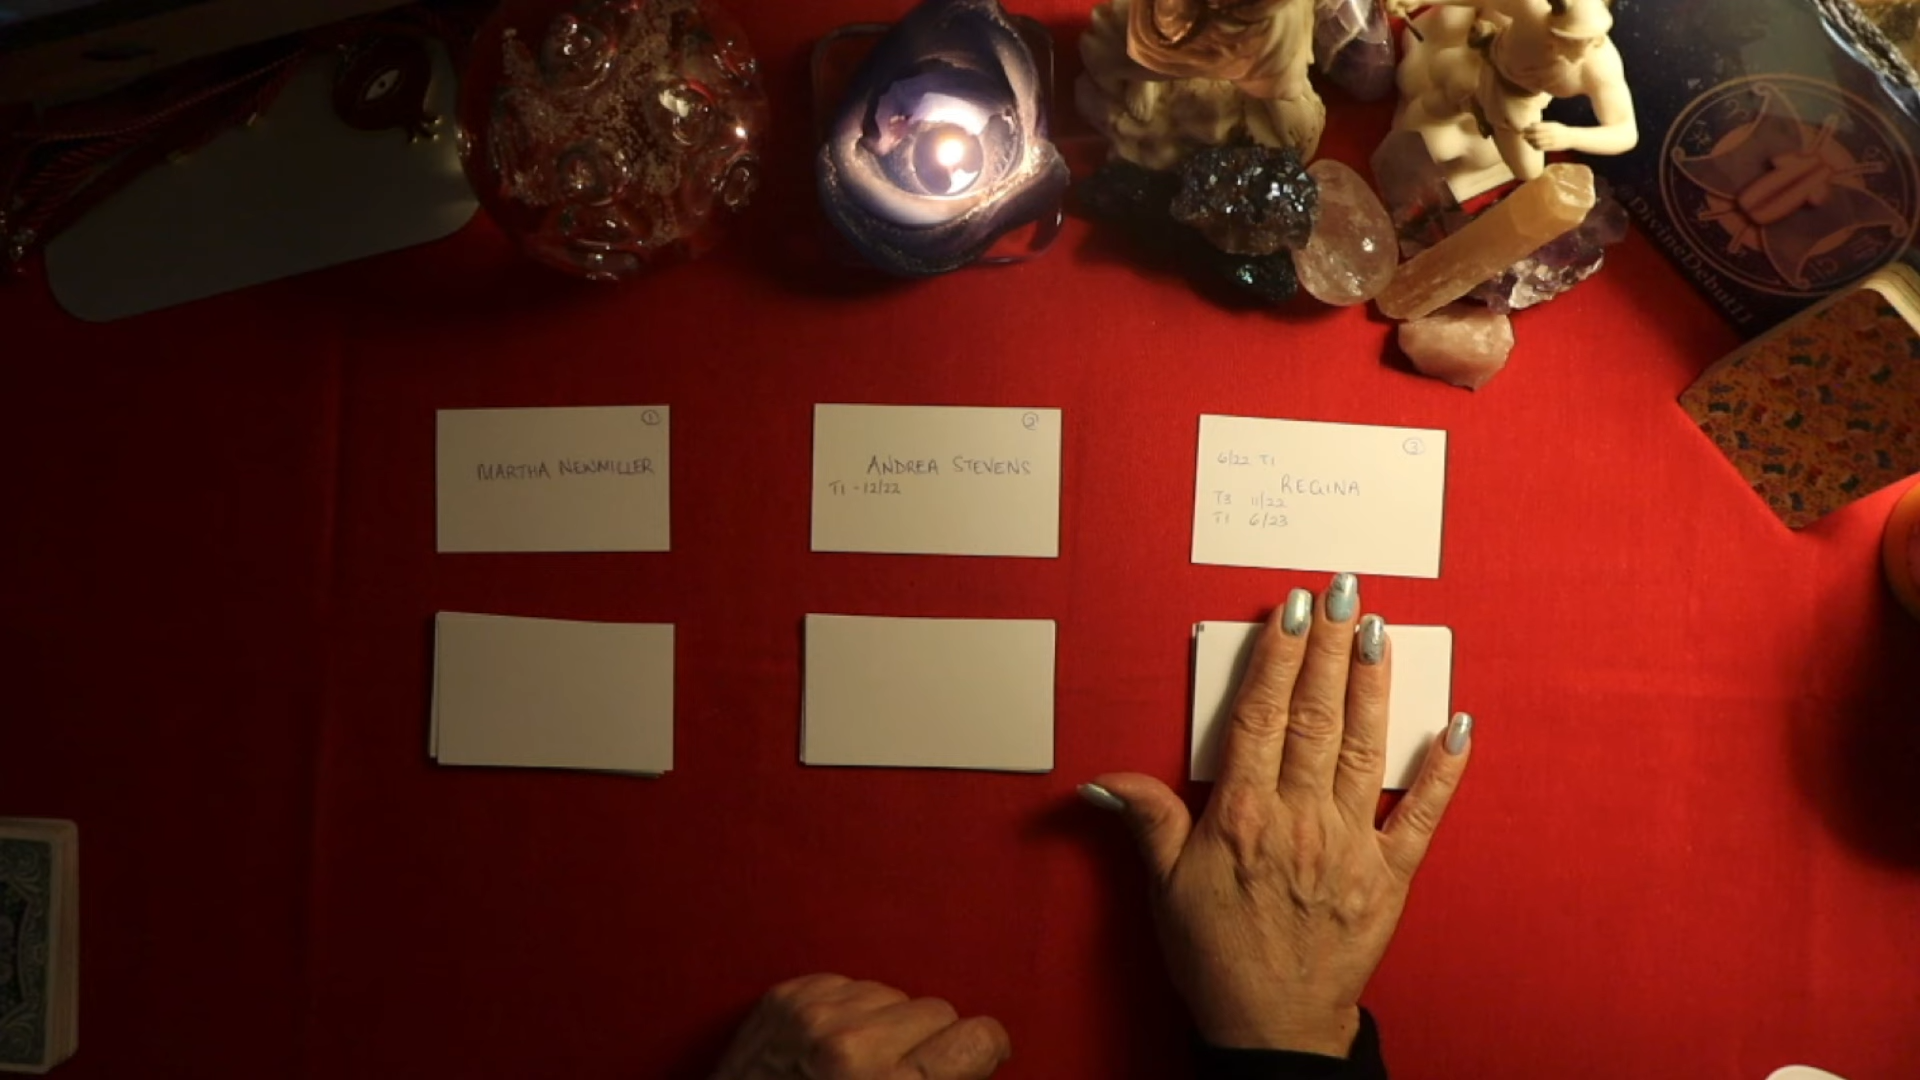 1
MARTHA NEWMILLER
2
ANDREA STEVENS
T1 - 12/22
3
6/22 T1
REGINA
T3 11/22
T1 6/23
@DivineDebati1